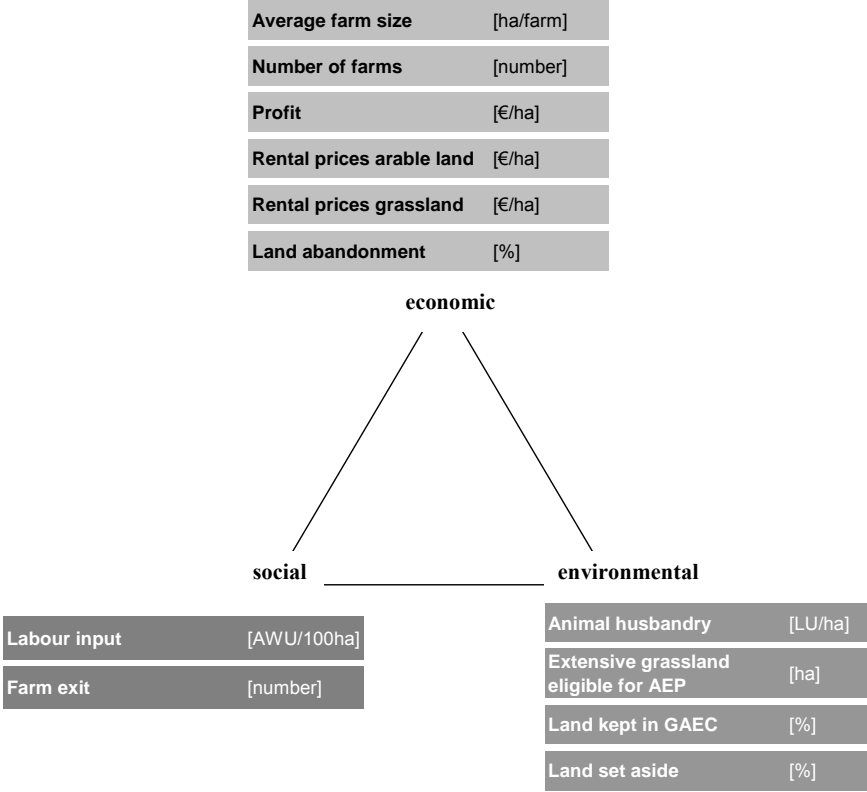 Average farm size [ha/farm]
Number of farms [number]
Profit [€/ha]
Rental prices arable land [€/ha]
Rental prices grassland [€/ha]
Land abandonment [%]
economic
social
environmental
Labour input [AWU/100ha]
Farm exit [number]
Animal husbandry [LU/ha]
Extensive grassland
eligible for AEP [ha]
Land kept in GAEC [%]
Land set aside [%]